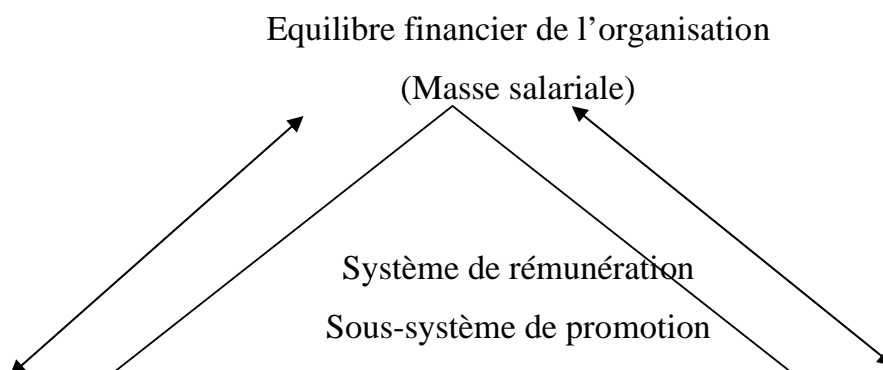 Equilibre financier de l’organisation
(Masse salariale)
Système de rémunération
Sous-système de promotion